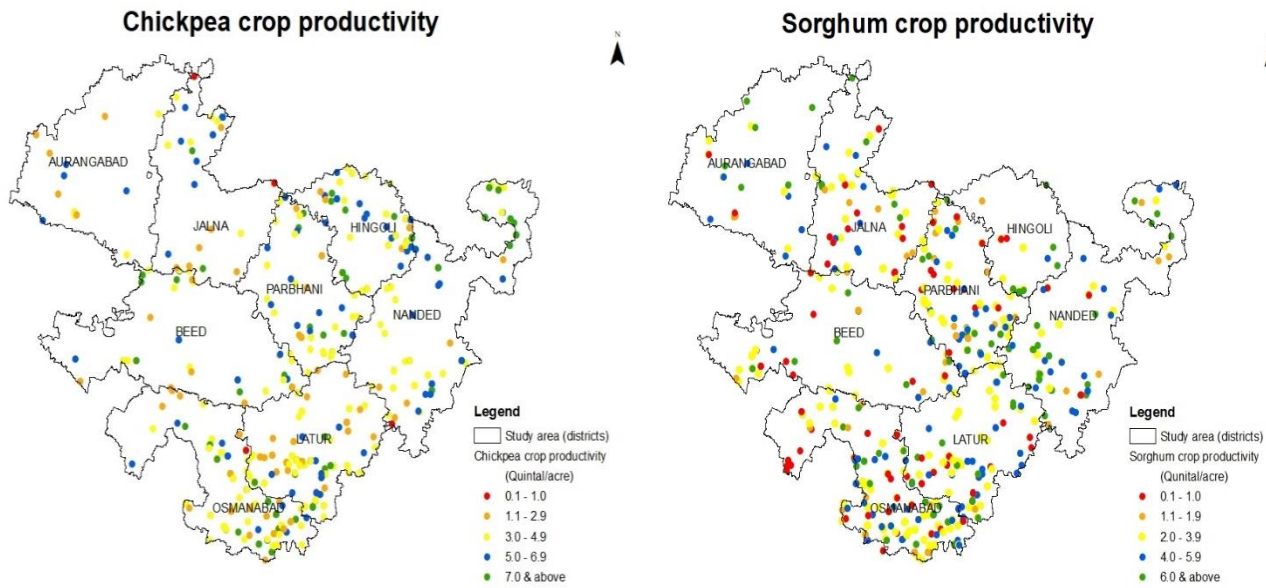 Chickpea crop productivity
N
AURANGABAD
JALNA
HINGOLI
PARBHANI
NANDED
BEED
LATUR
OSMANABAD
Legend
Study area (districts)
Chickpea crop productivity
(Quintal/acre)
0.1 - 1.0
1.1 - 2.9
3.0 - 4.9
5.0 - 6.9
7.0 & above
Sorghum crop productivity
AURANGABAD
JALNA
HINGOLI
PARBHANI
NANDED
BEED
LATUR
OSMANABAD
Legend
Study area (districts)
Sorghum crop productivity
(Qunital/acre)
0.1 - 1.0
1.1 - 1.9
2.0 - 3.9
4.0 - 5.9
6.0 & above